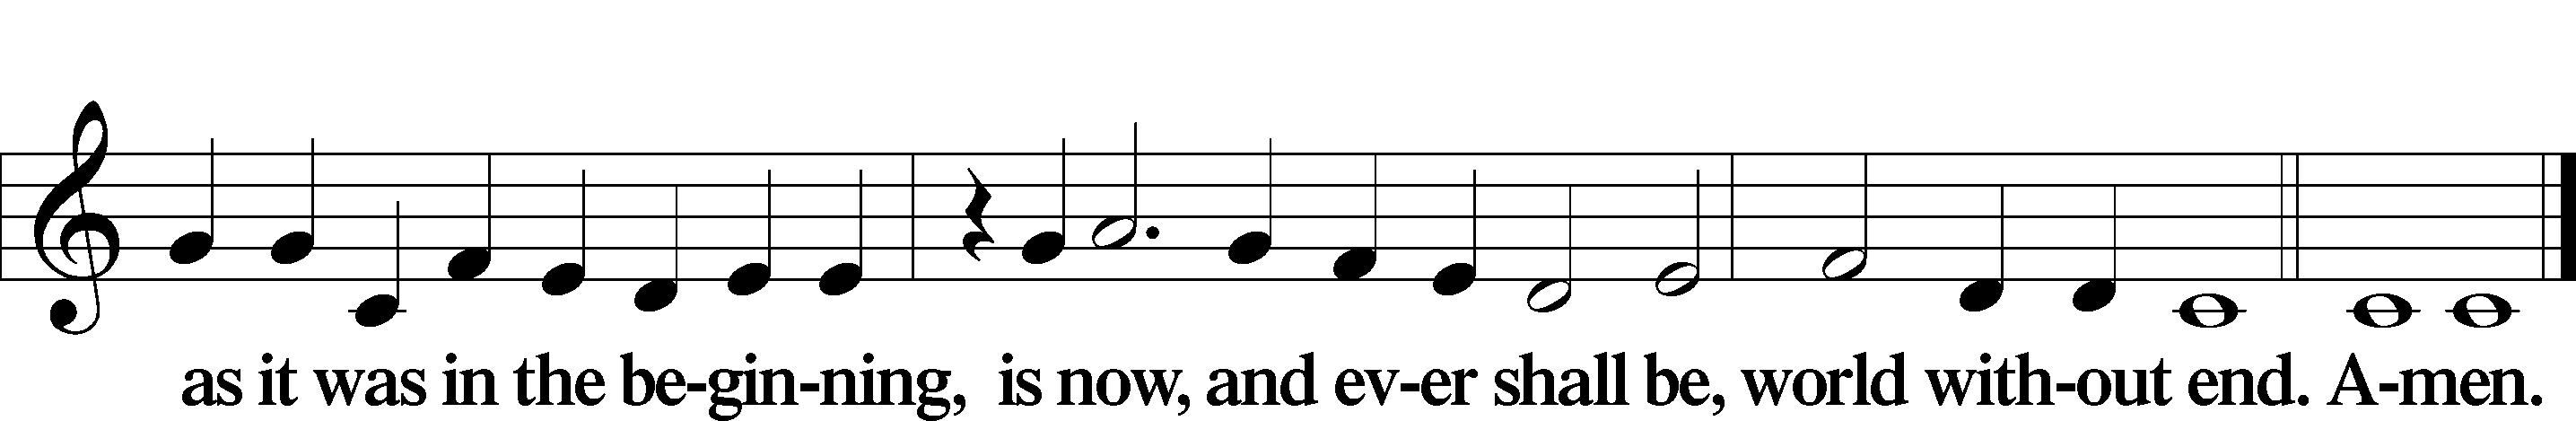 as it was in the be-gin-ning, is now, and ev-er shall be, world with-out end. A-men.